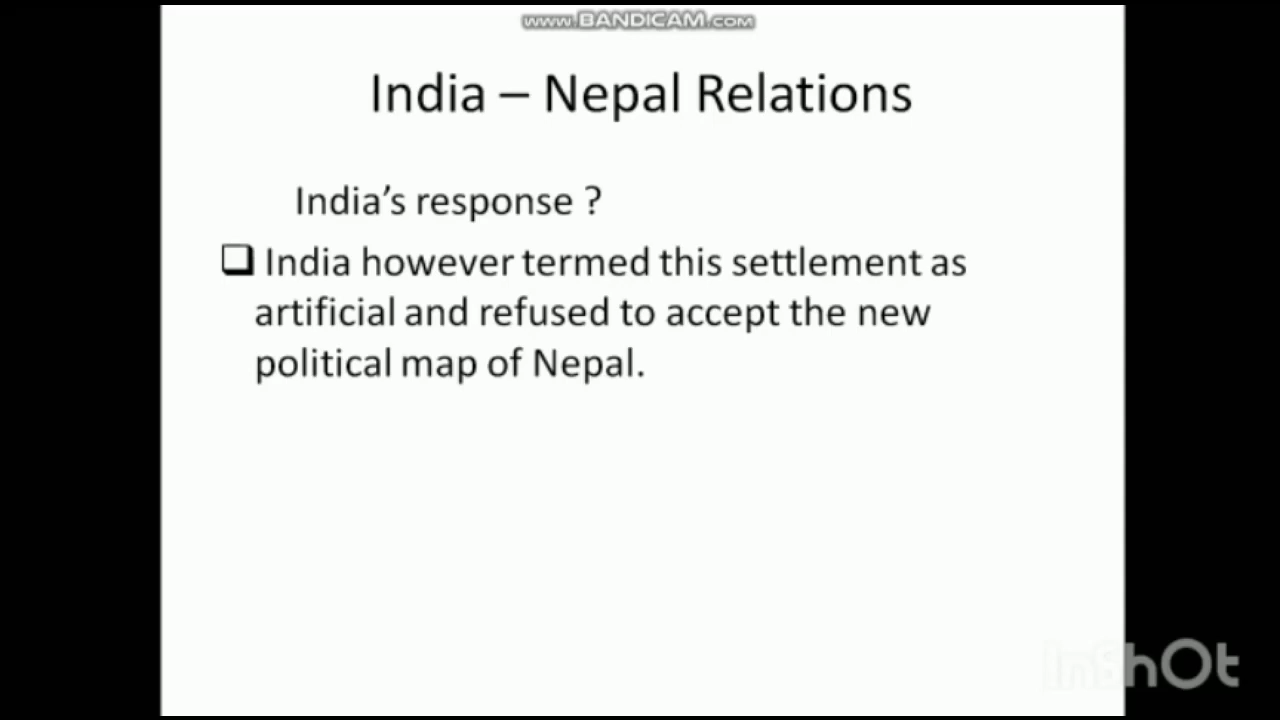 www.BANDICAM.com
India – Nepal Relations
India's response ?
❑ India however termed this settlement as
artificial and refused to accept the new
political map of Nepal.
InShOt